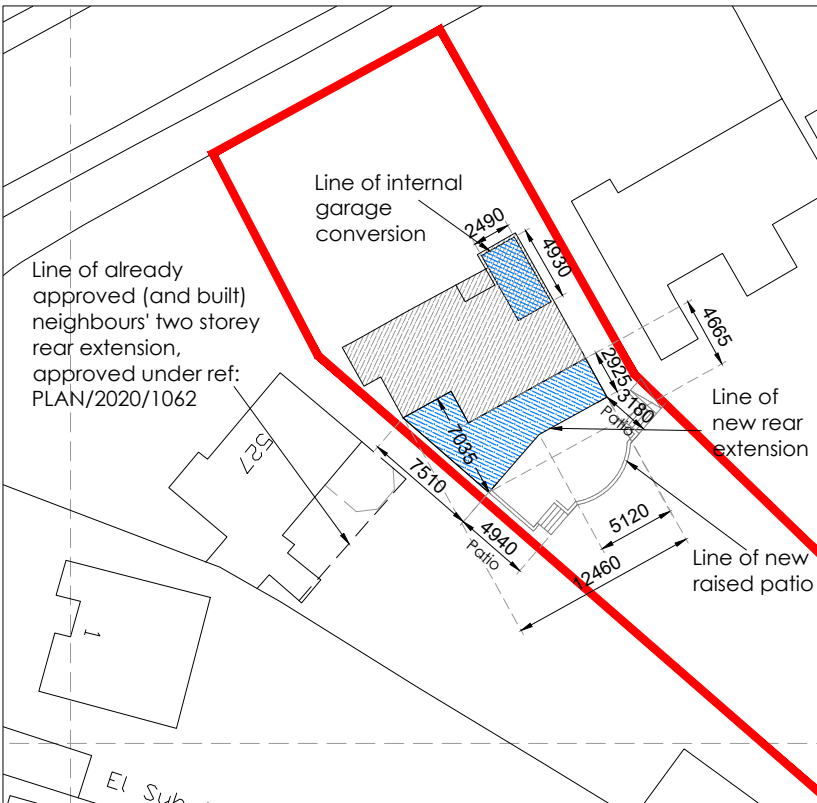 Line of internal
garage
conversion
2490
4930
Line of already
approved (and built)
neighbours' two storey
rear extension,
approved under ref:
PLAN/2020/1062
4665
2925
3180
Patio
Line of
new rear
extension
527
7035
7510
4940
Patio
5120
12460
Line of new
raised patio
1
El